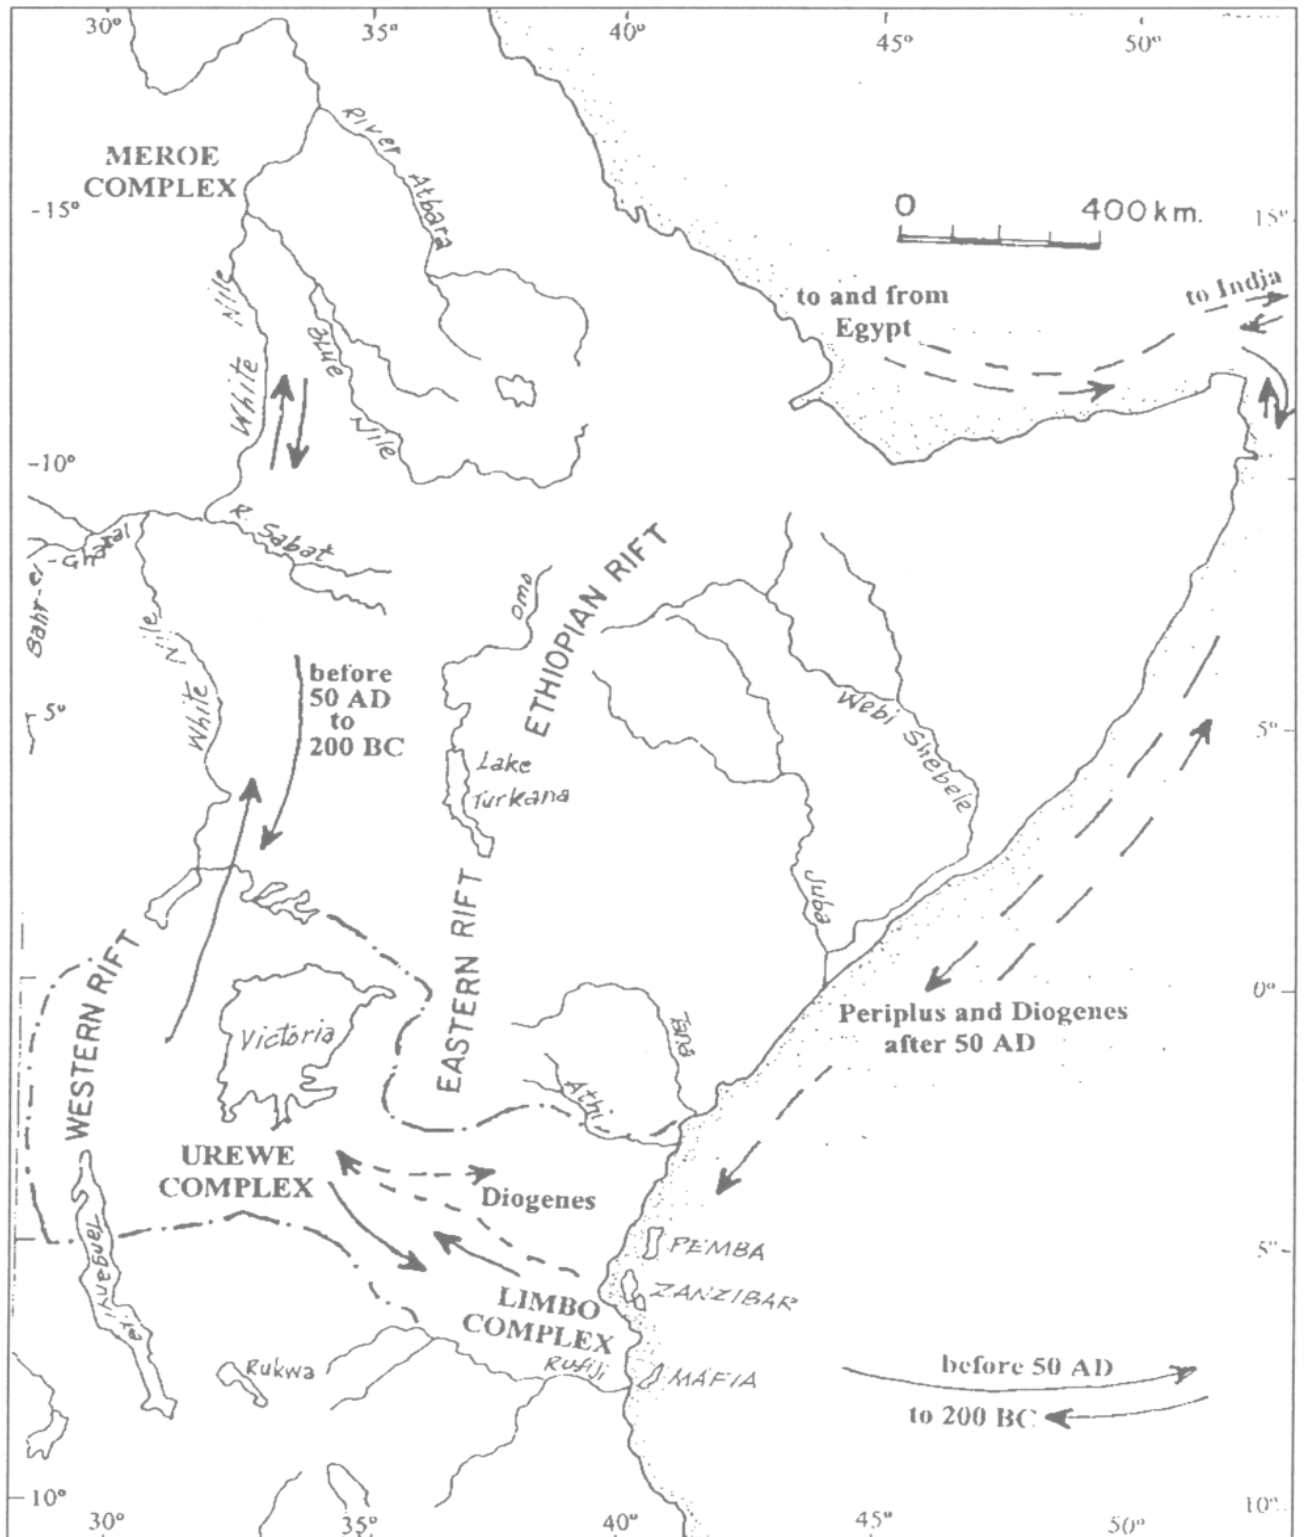 30°
35°
40°
45°
50°
River Atbara
MEROE
COMPLEX
-15°
0
400 km.
15°
to and from
Egypt
to India
White Nile
Blue
Nile
-10°
R. Sabat
Bahr-el-Ghazal
White Nile
omo
ETHIOPIAN RIFT
before
50 AD
to
200 BC
5°
Webi Shebele
5°
Lake
Turkana
Juba
EASTERN RIFT
WESTERN RIFT
Victoria
Tana
Athi
0°
Periplus and Diogenes
after 50 AD
UREWE
COMPLEX
Diogenes
Tanganyika
PEMBA
5°
ZANZIBAR
LIMBO
COMPLEX
Rukwa
Rufiji
MAFIA
before 50 AD
to 200 BC
-10°
10°
30°
35°
40°
45°
50°